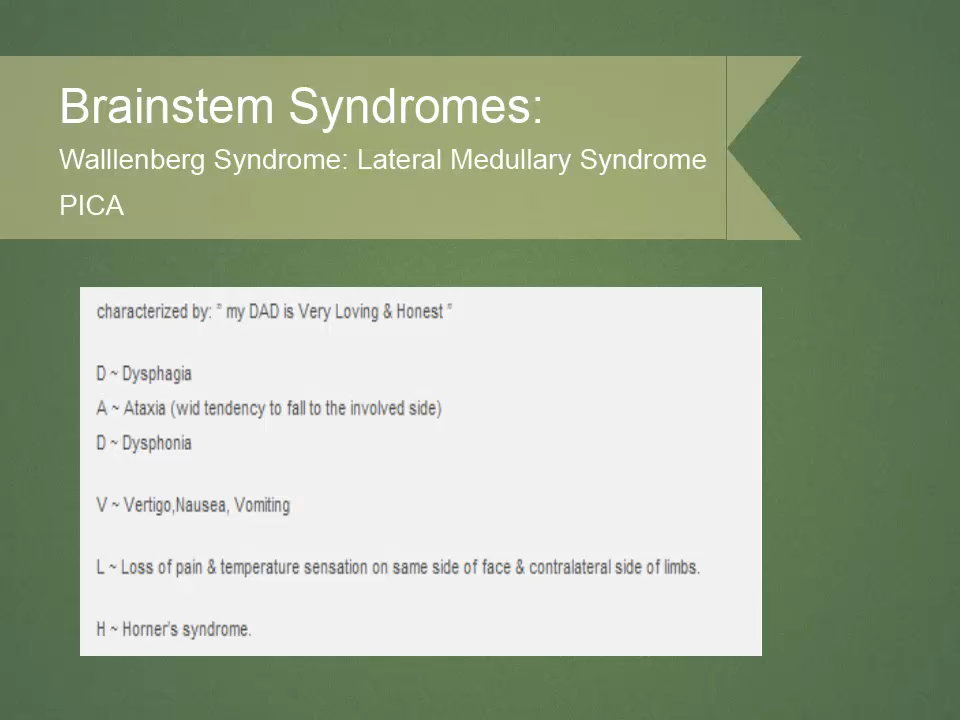 Brainstem Syndromes:
Walllenberg Syndrome: Lateral Medullary Syndrome
PICA
characterized by: " my DAD is Very Loving & Honest "
D ~ Dysphagia
A ~ Ataxia (wid tendency to fall to the involved side)
D ~ Dysphonia
V ~ Vertigo,Nausea, Vomiting
L ~ Loss of pain & temperature sensation on same side of face & contralateral side of limbs.
H ~ Horner's syndrome.